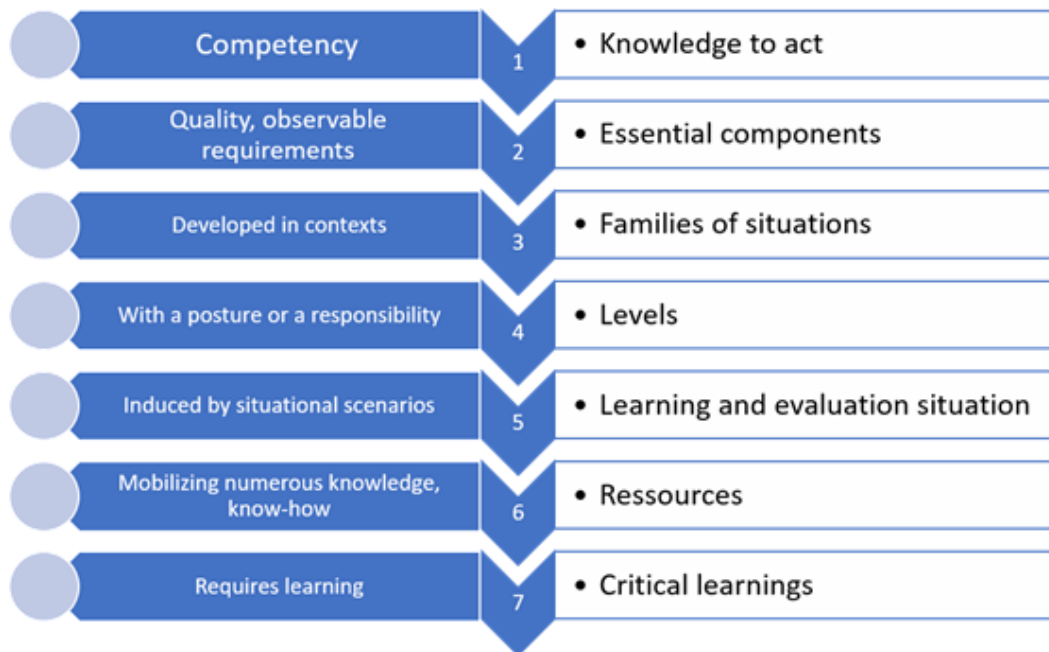 Competency
1
• Knowledge to act
Quality, observable
requirements
2
• Essential components
Developed in contexts
3
• Families of situations
With a posture or a responsibility
4
• Levels
Induced by situational scenarios
5
• Learning and evaluation situation
Mobilizing numerous knowledge,
know-how
6
• Ressources
Requires learning
7
• Critical learnings